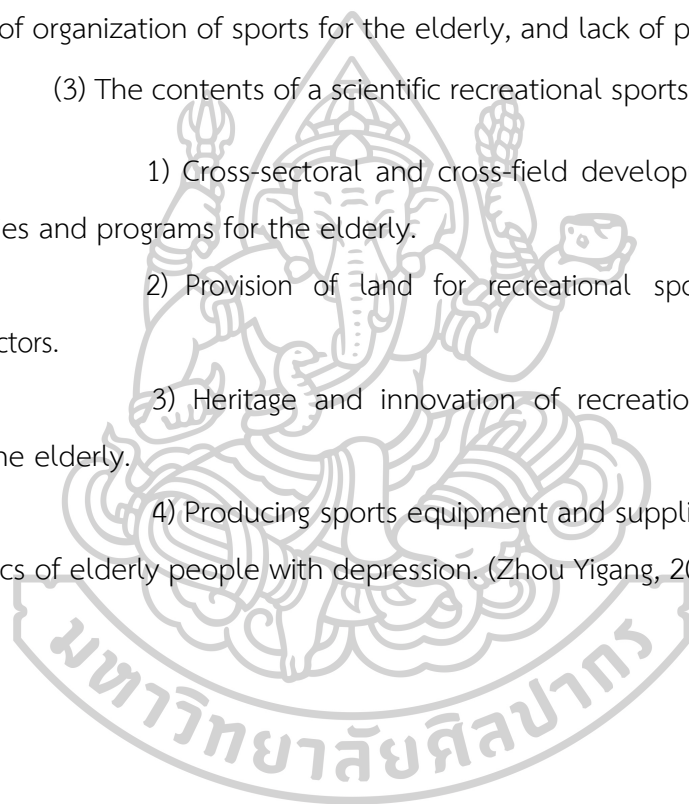 of organization of sports for the elderly, and lack of p
(3) The contents of a scientific recreational sports
1) Cross-sectoral and cross-field develop
es and programs for the elderly.
2) Provision of land for recreational spo
ctors.
3) Heritage and innovation of recreatio
he elderly.
4) Producing sports equipment and suppli
cs of elderly people with depression. (Zhou Yigang, 20
มหาวิทยาลัยศิลปากร